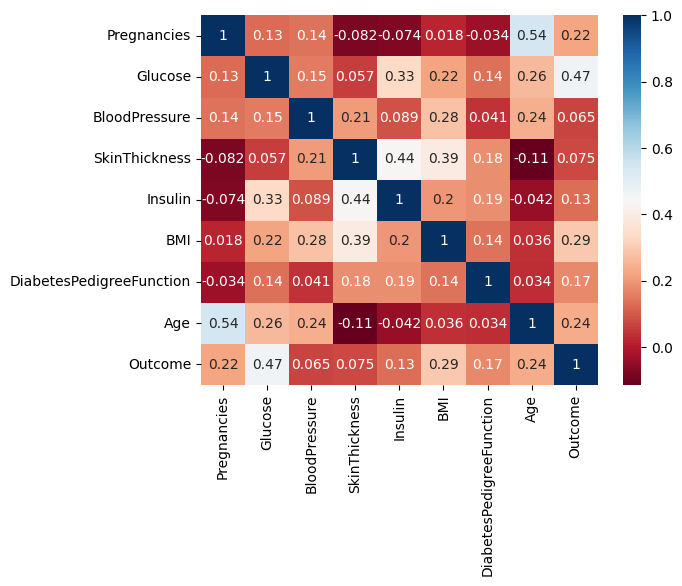 Pregnancies 1 0.13 0.14 -0.082 -0.074 0.018 -0.034 0.54 0.22
Glucose 0.13 1 0.15 0.057 0.33 0.22 0.14 0.26 0.47
BloodPressure 0.14 0.15 1 0.21 0.089 0.28 0.041 0.24 0.065
SkinThickness -0.082 0.057 0.21 1 0.44 0.39 0.18 -0.11 0.075
Insulin -0.074 0.33 0.089 0.44 1 0.2 0.19 -0.042 0.13
BMI 0.018 0.22 0.28 0.39 0.2 1 0.14 0.036 0.29
DiabetesPedigreeFunction -0.034 0.14 0.041 0.18 0.19 0.14 1 0.034 0.17
Age 0.54 0.26 0.24 -0.11 -0.042 0.036 0.034 1 0.24
Outcome 0.22 0.47 0.065 0.075 0.13 0.29 0.17 0.24 1
Pregnancies
Glucose
BloodPressure
SkinThickness
Insulin
BMI
DiabetesPedigreeFunction
Age
Outcome
1.0
0.8
0.6
0.4
0.2
0.0